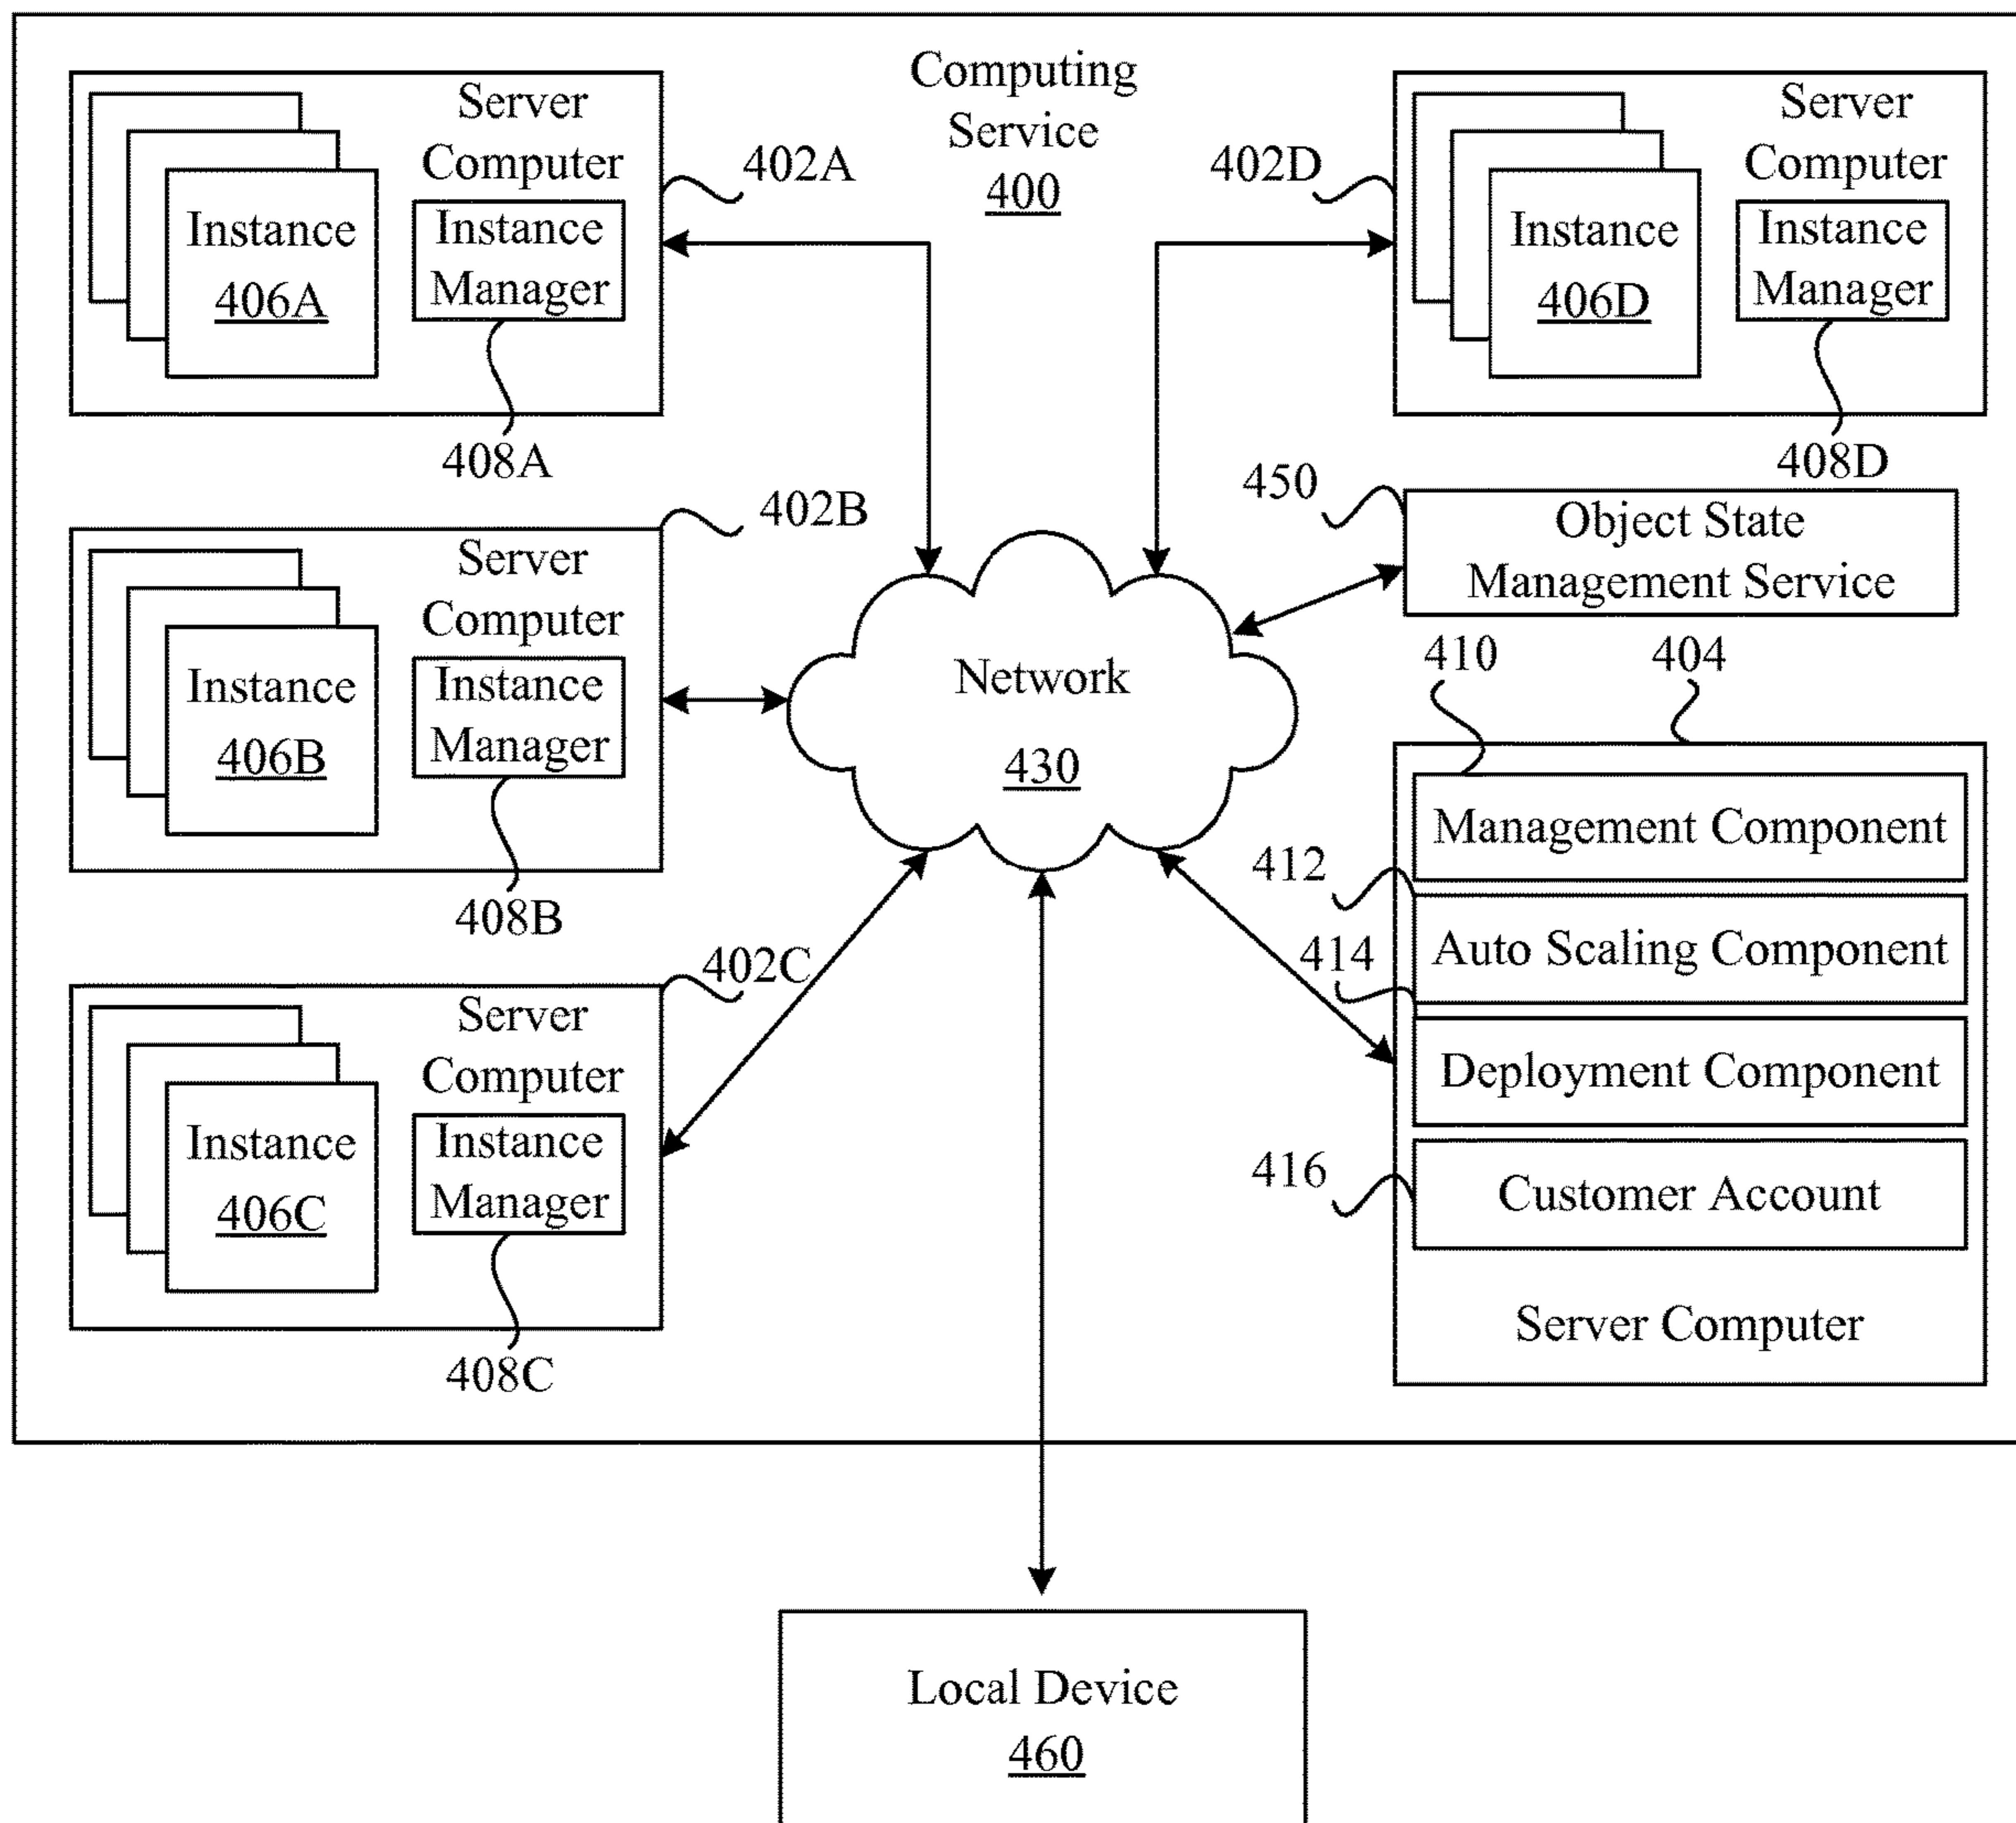 Computing
Service
400
Server
Computer
Instance
406A
Instance
Manager
402A
408A
402D
Server
Computer
Instance
406D
Instance
Manager
408D
402B
Server
Computer
Instance
406B
Instance
Manager
408B
450
Object State
Management Service
Network
430
410
404
Management Component
412
Auto Scaling Component
414
Deployment Component
416
Customer Account
Server Computer
402C
Server
Computer
Instance
406C
Instance
Manager
408C
Local Device
460